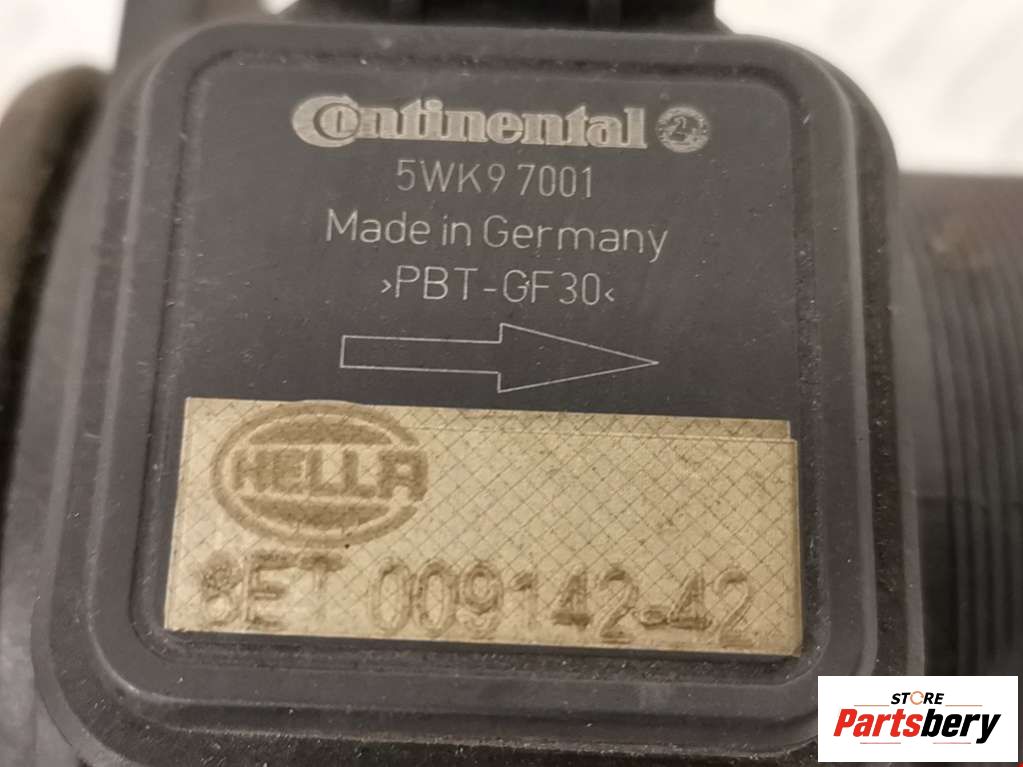 Continental
5WK9 7001
Made in Germany
›PBT-GF30‹
HELLA
8ET 009142-42
STORE
Partsbery